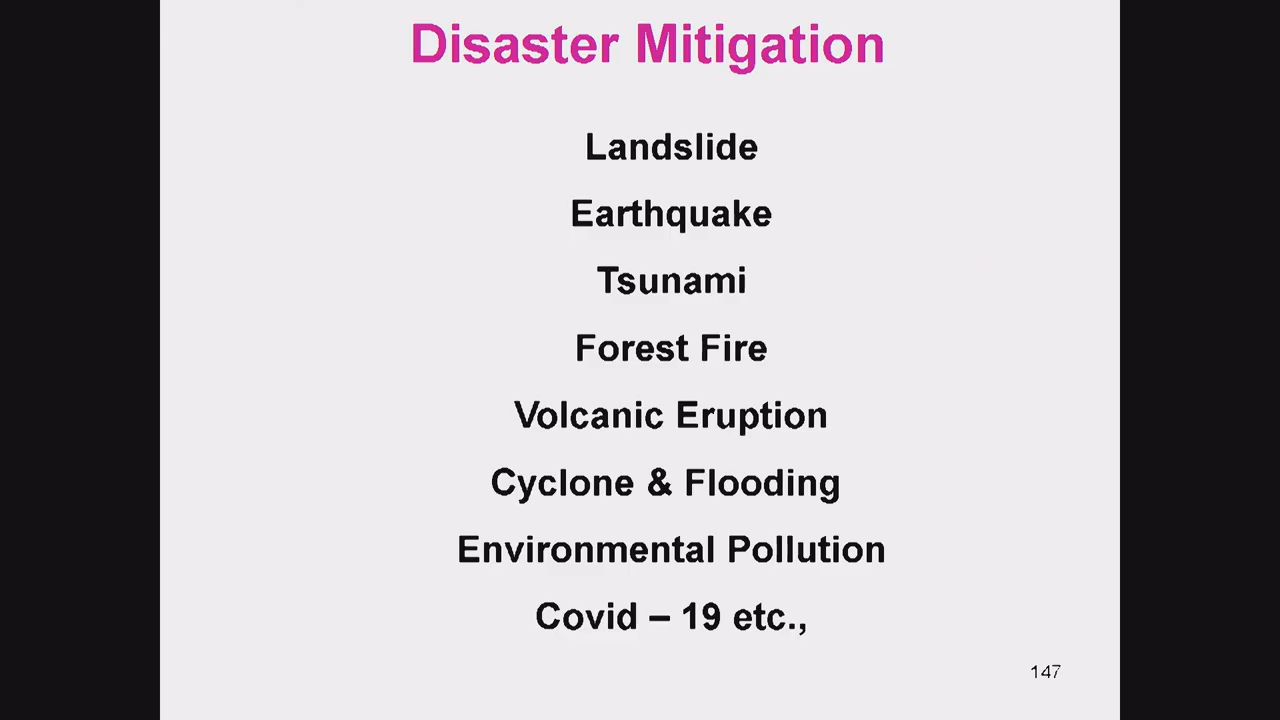 Disaster Mitigation
Landslide
Earthquake
Tsunami
Forest Fire
Volcanic Eruption
Cyclone & Flooding
Environmental Pollution
Covid – 19 etc.,
147